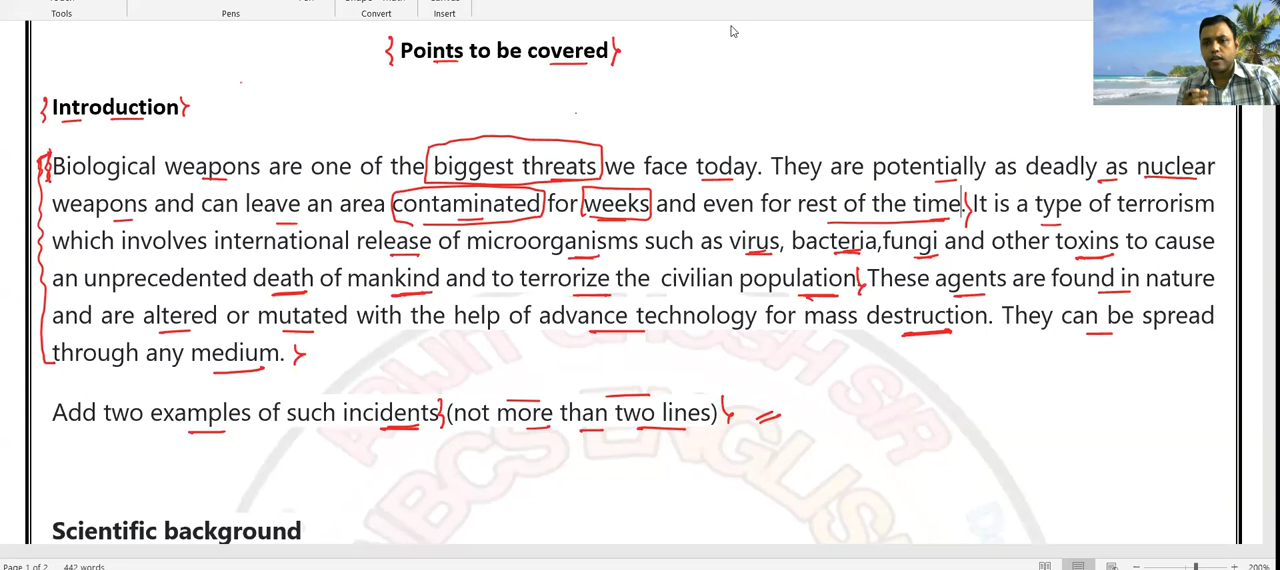 Tools Pens Convert Insert
Points to be covered
Introduction
Biological weapons are one of the biggest threats we face today. They are potentially as deadly as nuclear
weapons and can leave an area contaminated for weeks and even for rest of the time. It is a type of terrorism
which involves international release of microorganisms such as virus, bacteria,fungi and other toxins to cause
an unprecedented death of mankind and to terrorize the civilian population. These agents are found in nature
and are altered or mutated with the help of advance technology for mass destruction. They can be spread
through any medium.
Add two examples of such incidents (not more than two lines)
Scientific background
ARIJIT GHOSH SIR
WBCS ENGLISH
Page 1 of 2 442 words 200%